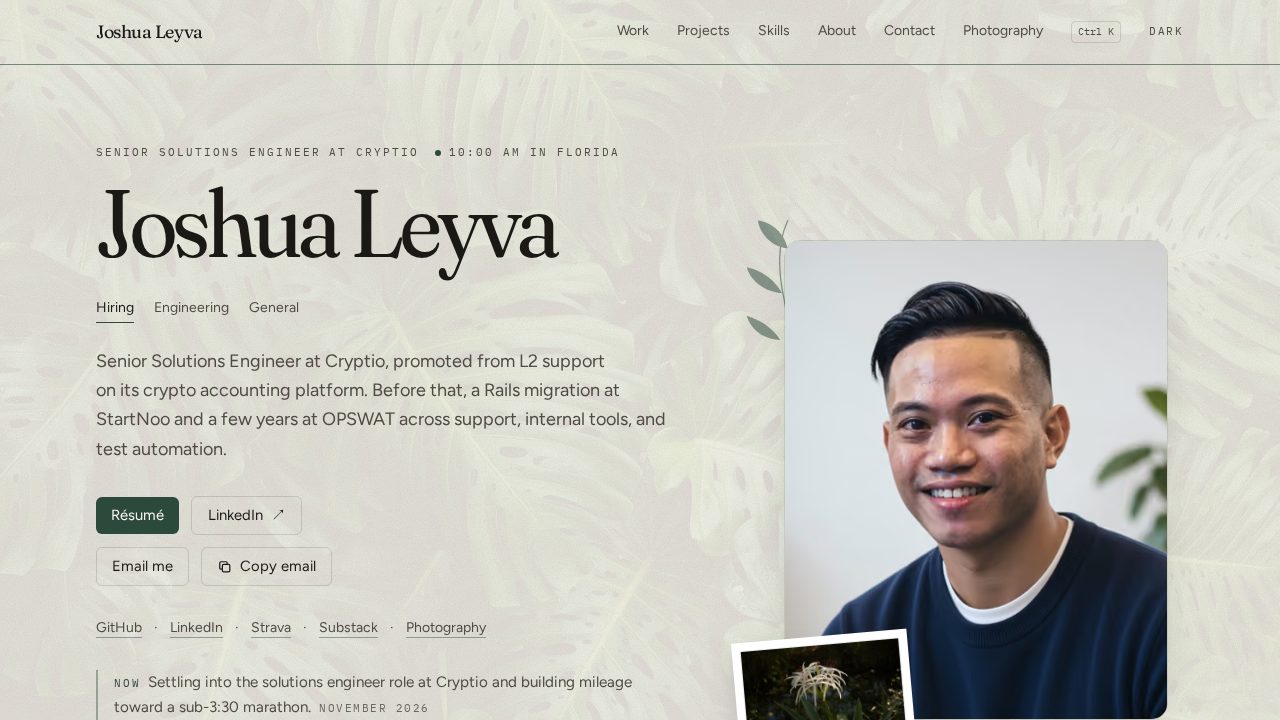 Joshua Leyva
Work Projects Skills About Contact Photography Ctrl K DARK
SENIOR SOLUTIONS ENGINEER AT CRYPTIO 10:00 AM IN FLORIDA
Joshua Leyva
Hiring Engineering General
Senior Solutions Engineer at Cryptio, promoted from L2 support
on its crypto accounting platform. Before that, a Rails migration at
StartNoo and a few years at OPSWAT across support, internal tools, and
test automation.
Résumé LinkedIn ↗
Email me Copy email
GitHub · LinkedIn · Strava · Substack · Photography
NOW Settling into the solutions engineer role at Cryptio and building mileage
toward a sub-3:30 marathon. NOVEMBER 2026